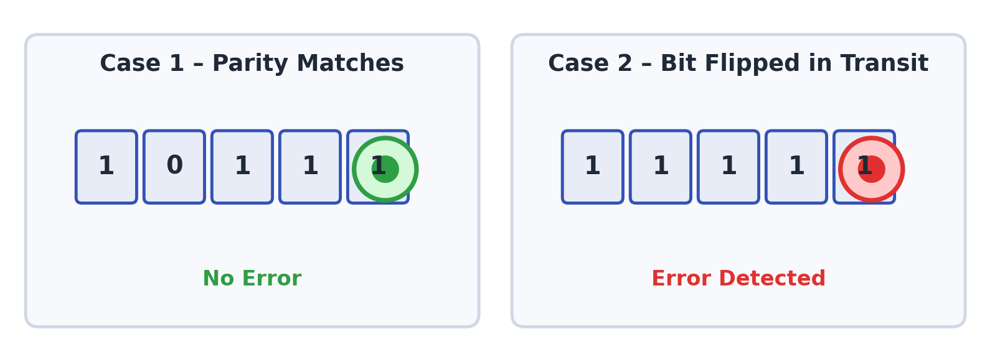 Case 1 – Parity Matches
1 0 1 1 1
No Error
Case 2 – Bit Flipped in Transit
1 1 1 1 1
Error Detected